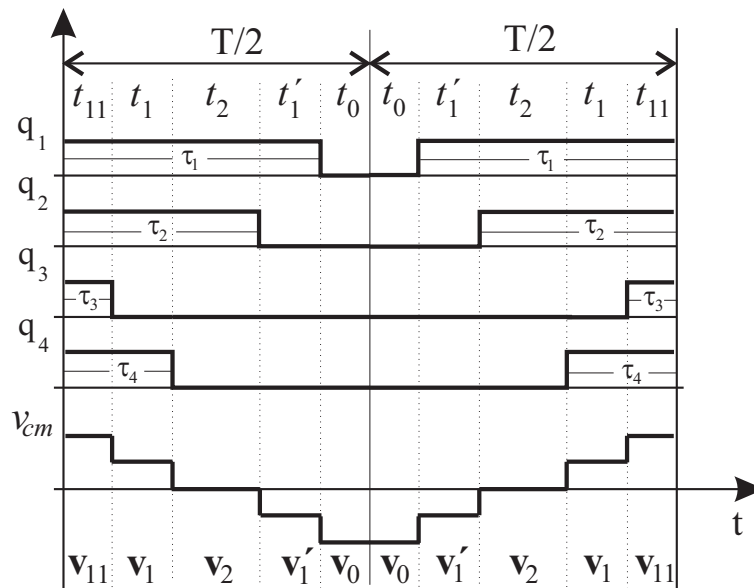 T/2 T/2
t₁₁ t₁ t₂ t₁′ t₀ t₀ t₁′ t₂ t₁ t₁₁
q₁
τ₁ τ₁
q₂
τ₂ τ₂
q₃
τ₃ τ₃
q₄
τ₄ τ₄
v_cm
t
v₁₁ v₁ v₂ v₁′ v₀ v₀ v₁′ v₂ v₁ v₁₁